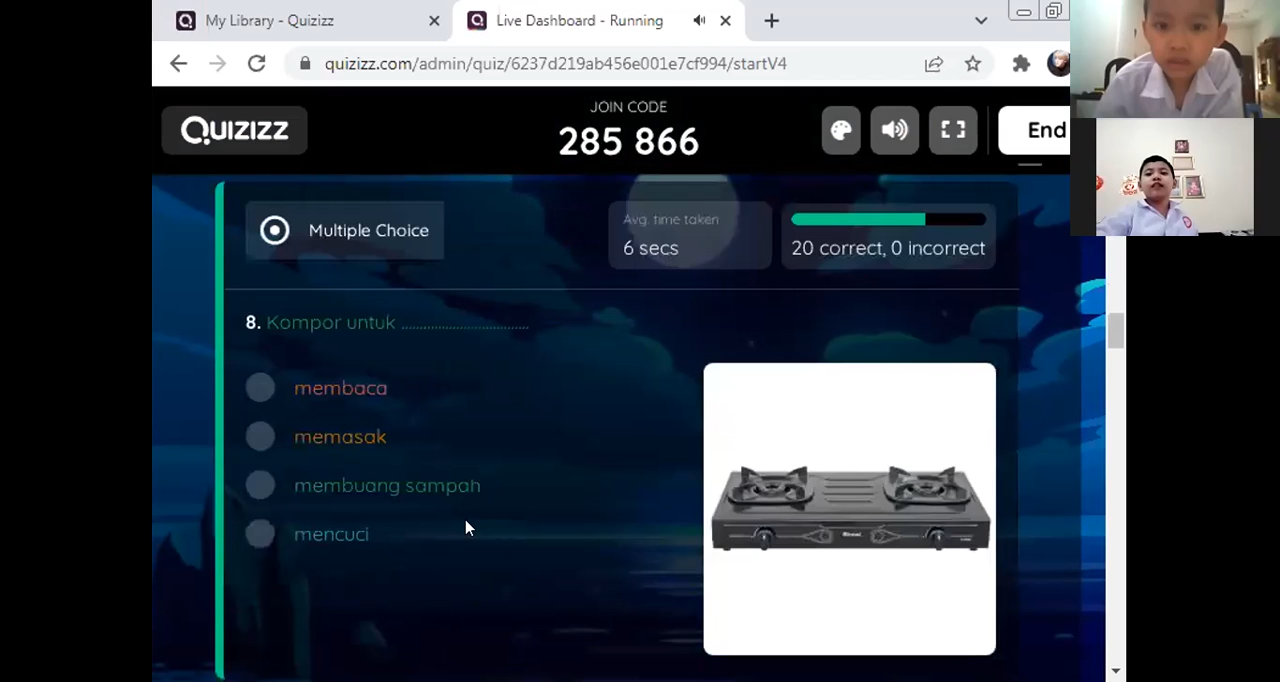 My Library - Quizizz
Live Dashboard - Running
quizizz.com/admin/quiz/6237d219ab456e001e7cf994/startV4
QUIZIZZ
JOIN CODE
285 866
End
Multiple Choice
Avg. time taken
6 secs
20 correct, 0 incorrect
8. Kompor untuk ................................
membaca
memasak
membuang sampah
mencuci